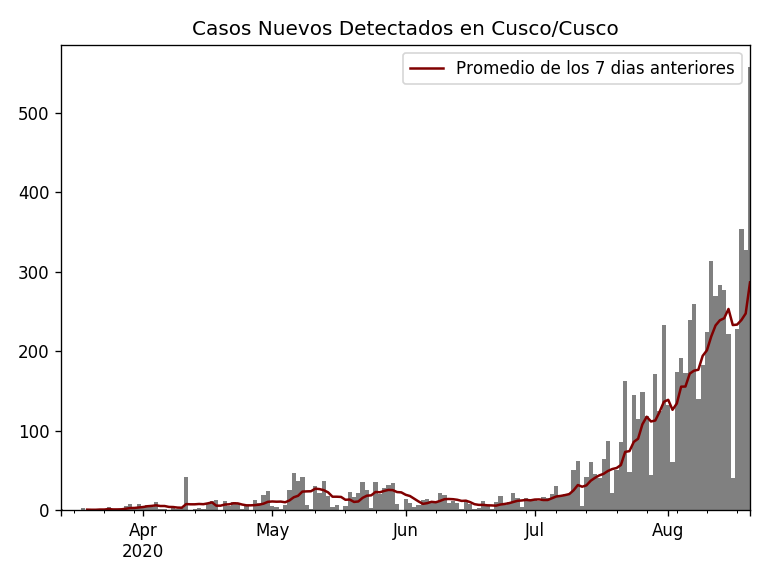 Casos Nuevos Detectados en Cusco/Cusco
Promedio de los 7 dias anteriores
500
400
300
200
100
0
Apr May Jun Jul Aug
2020